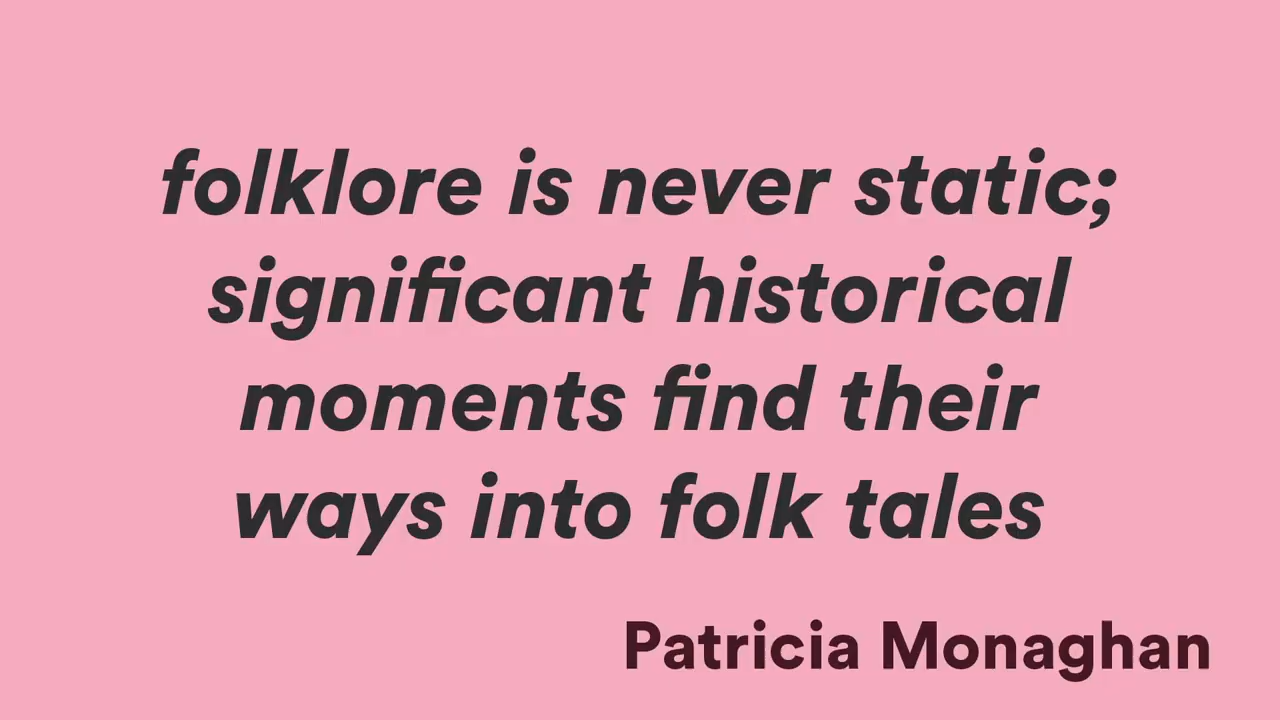 folklore is never static;
significant historical
moments find their
ways into folk tales
Patricia Monaghan